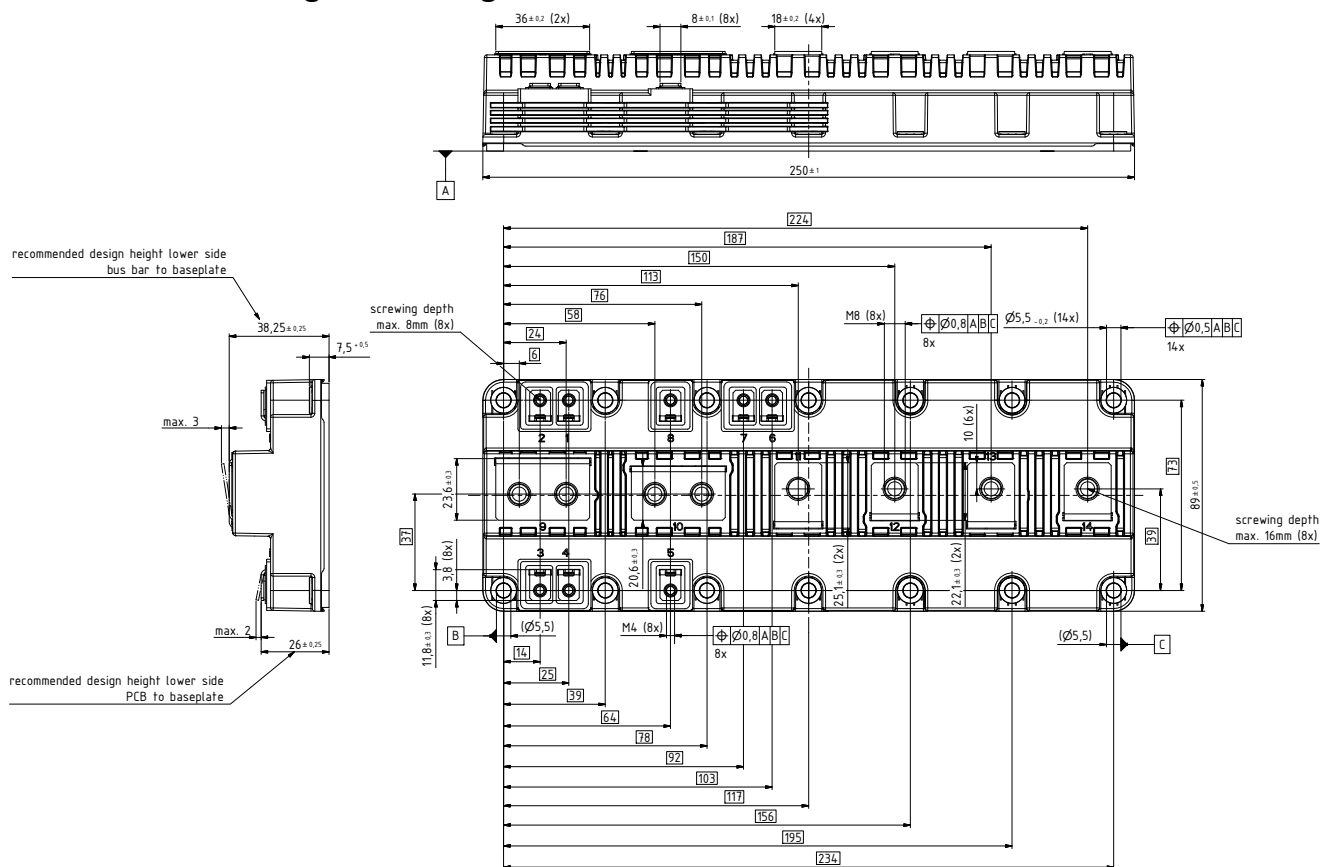 36±0,2 (2x)
8±0,1 (8x)
18±0,2 (4x)
A
250±1
224
187
150
113
76
58
24
6
recommended design height lower side
bus bar to baseplate
38,25±0,25
7,5 +0,5
max. 3
screwing depth
max. 8mm (8x)
M8 (8x)
⌖ Ø0,8 A B C
8x
Ø5,5 -0,2 (14x)
⌖ Ø0,5 A B C
14x
2 1 8 7 6
10 (6x)
73
89±0,5
23,6±0,3
11 13
9 10 12 14
37
39
screwing depth
max. 16mm (8x)
3 4 5
3,8 (8x)
20,6±0,3
25,1±0,3 (2x)
22,1±0,3 (2x)
11,8±0,3 (8x)
max. 2
26±0,25
recommended design height lower side
PCB to baseplate
B
(Ø5,5)
M4 (8x)
⌖ Ø0,8 A B C
8x
(Ø5,5)
C
14
25
39
64
78
92
103
117
156
195
234